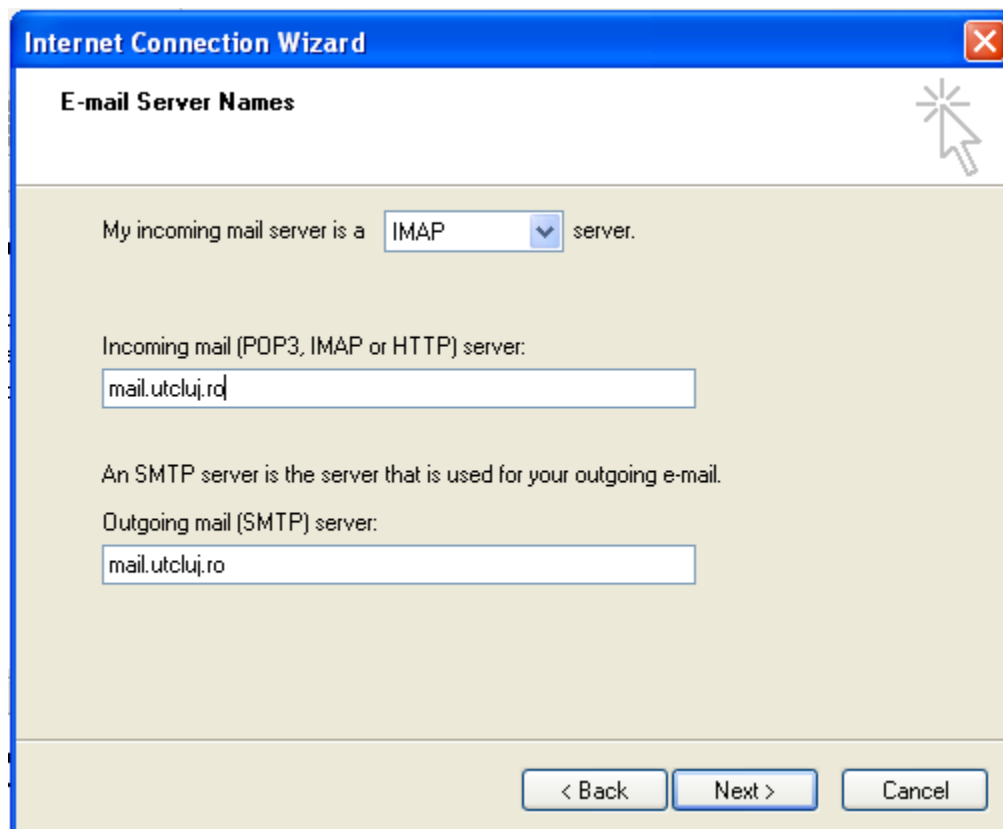 Internet Connection Wizard
E-mail Server Names
My incoming mail server is a IMAP server.
Incoming mail (POP3, IMAP or HTTP) server:
mail.utcluj.ro
An SMTP server is the server that is used for your outgoing e-mail.
Outgoing mail (SMTP) server:
mail.utcluj.ro
< Back Next > Cancel